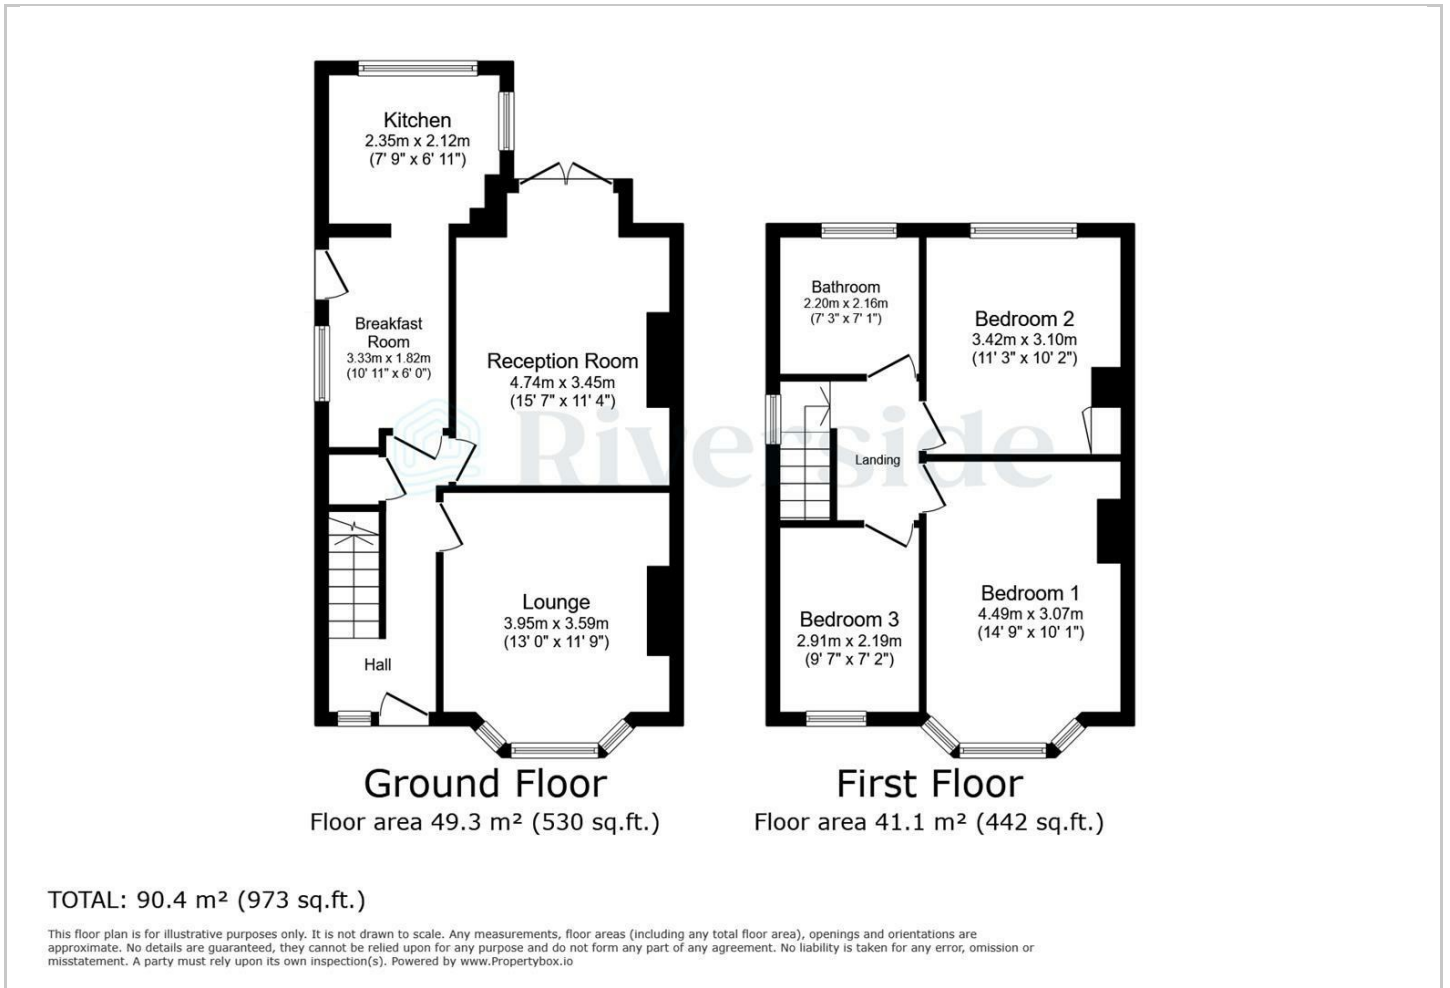 Kitchen
2.35m x 2.12m
(7' 9" x 6' 11")
Breakfast
Room
3.33m x 1.82m
(10' 11" x 6' 0")
Reception Room
4.74m x 3.45m
(15' 7" x 11' 4")
Lounge
3.95m x 3.59m
(13' 0" x 11' 9")
Hall
Ground Floor
Floor area 49.3 m² (530 sq.ft.)
Bathroom
2.20m x 2.16m
(7' 3" x 7' 1")
Bedroom 2
3.42m x 3.10m
(11' 3" x 10' 2")
Landing
Bedroom 3
2.91m x 2.19m
(9' 7" x 7' 2")
Bedroom 1
4.49m x 3.07m
(14' 9" x 10' 1")
First Floor
Floor area 41.1 m² (442 sq.ft.)
Riverside
TOTAL: 90.4 m² (973 sq.ft.)
This floor plan is for illustrative purposes only. It is not drawn to scale. Any measurements, floor areas (including any total floor area), openings and orientations are
approximate. No details are guaranteed, they cannot be relied upon for any purpose and do not form any part of any agreement. No liability is taken for any error, omission or
misstatement. A party must rely upon its own inspection(s). Powered by www.Propertybox.io